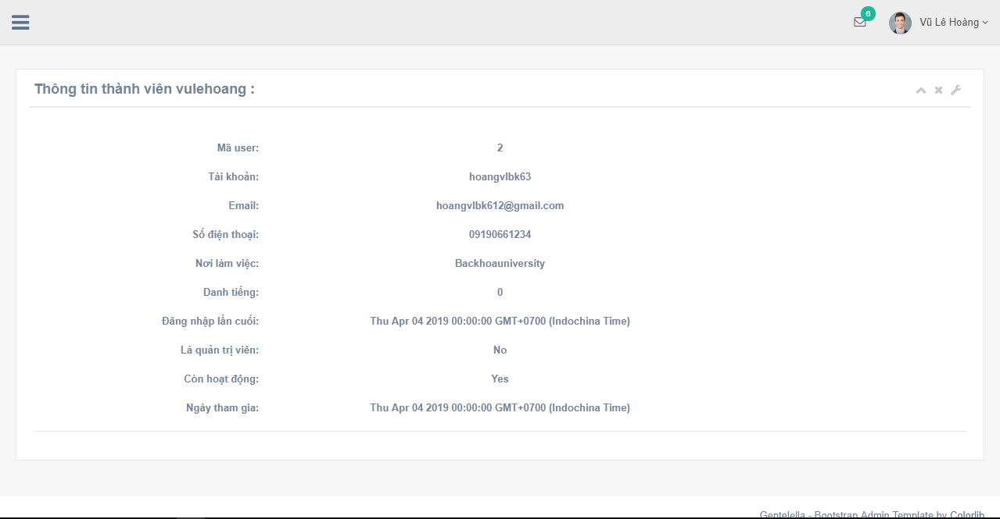 6
Vũ Lê Hoàng
Thông tin thành viên vulehoang :
Mã user: 2
Tài khoản: hoangvlbk63
Email: hoangvlbk612@gmail.com
Số điện thoại: 09190661234
Nơi làm việc: Backhoauniversity
Danh tiếng: 0
Đăng nhập lần cuối: Thu Apr 04 2019 00:00:00 GMT+0700 (Indochina Time)
Là quản trị viên: No
Còn hoạt động: Yes
Ngày tham gia: Thu Apr 04 2019 00:00:00 GMT+0700 (Indochina Time)
Gentelella - Bootstrap Admin Template by Colorlib